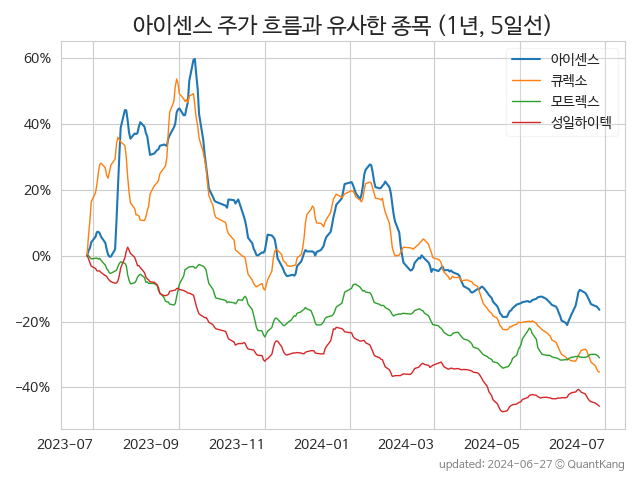 아이센스 주가 흐름과 유사한 종목 (1년, 5일선)
아이센스
큐렉소
모트렉스
성일하이텍
60%
40%
20%
0%
−20%
−40%
2023-07 2023-09 2023-11 2024-01 2024-03 2024-05 2024-07
updated: 2024-06-27 © QuantKang